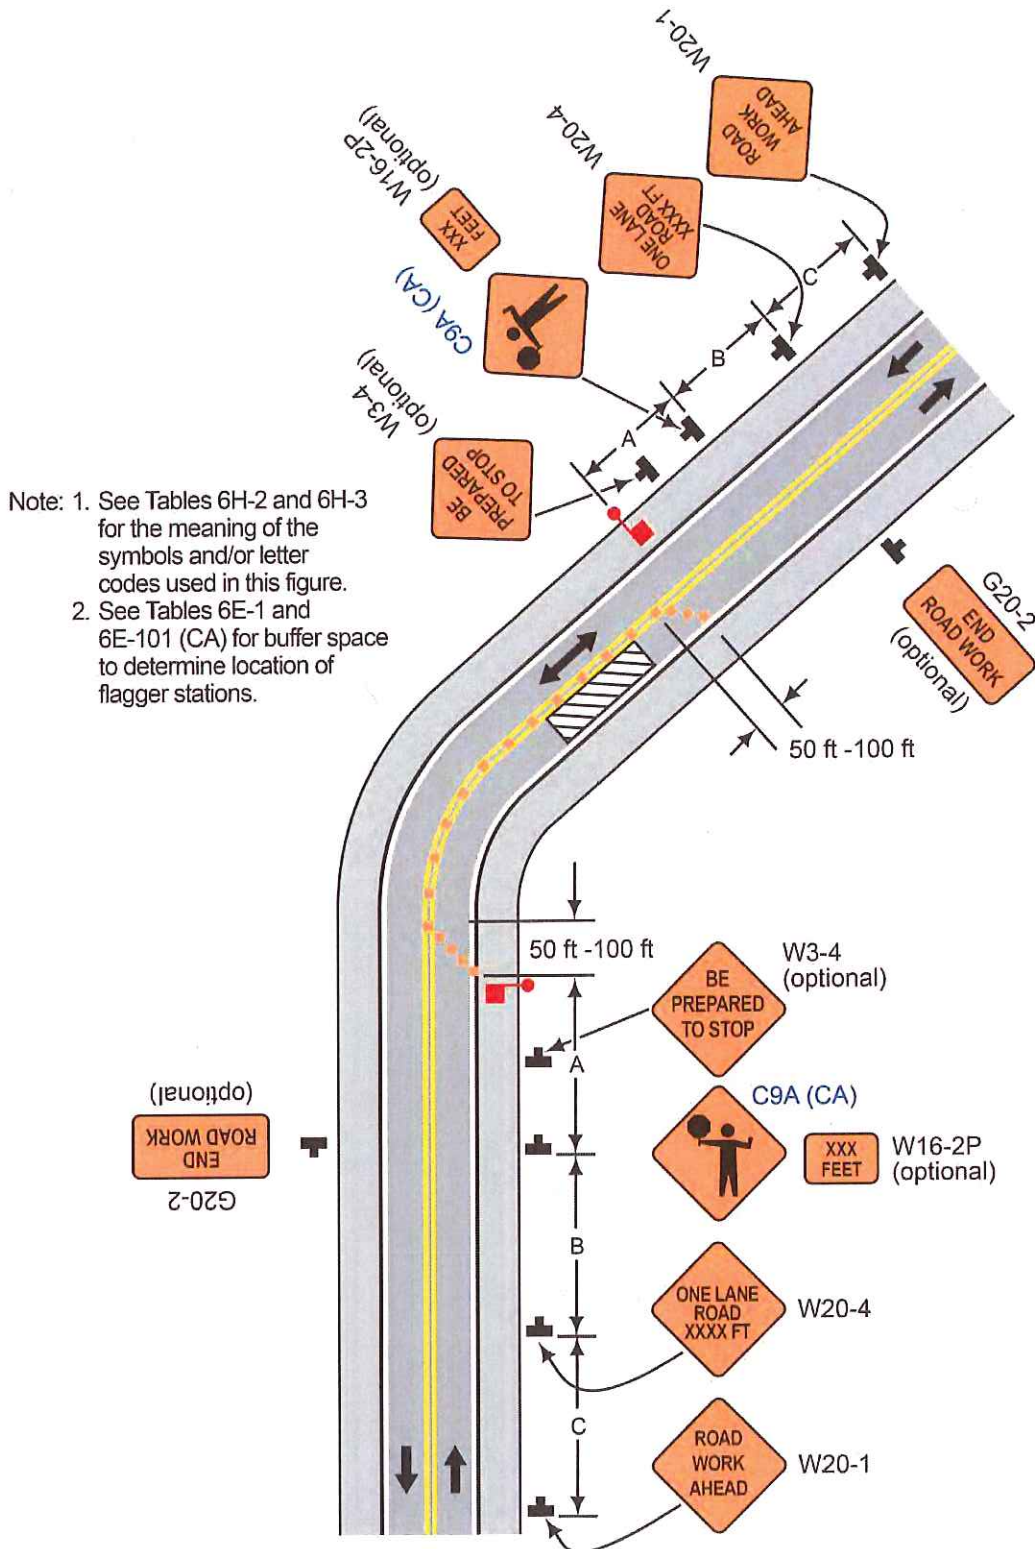 W20-1
ROAD
WORK
AHEAD
W20-4
ONE LANE
ROAD
XXXX FT
W16-2P
(optional)
XXX
FEET
C9A (CA)
W3-4
(optional)
BE
PREPARED
TO STOP
A
B
C
Note: 1. See Tables 6H-2 and 6H-3
for the meaning of the
symbols and/or letter
codes used in this figure.
2. See Tables 6E-1 and
6E-101 (CA) for buffer space
to determine location of
flagger stations.
G20-2
END
ROAD WORK
(optional)
50 ft -100 ft
50 ft -100 ft
BE
PREPARED
TO STOP
W3-4
(optional)
A
C9A (CA)
XXX
FEET
W16-2P
(optional)
G20-2
END
ROAD WORK
(optional)
B
ONE LANE
ROAD
XXXX FT
W20-4
C
ROAD
WORK
AHEAD
W20-1